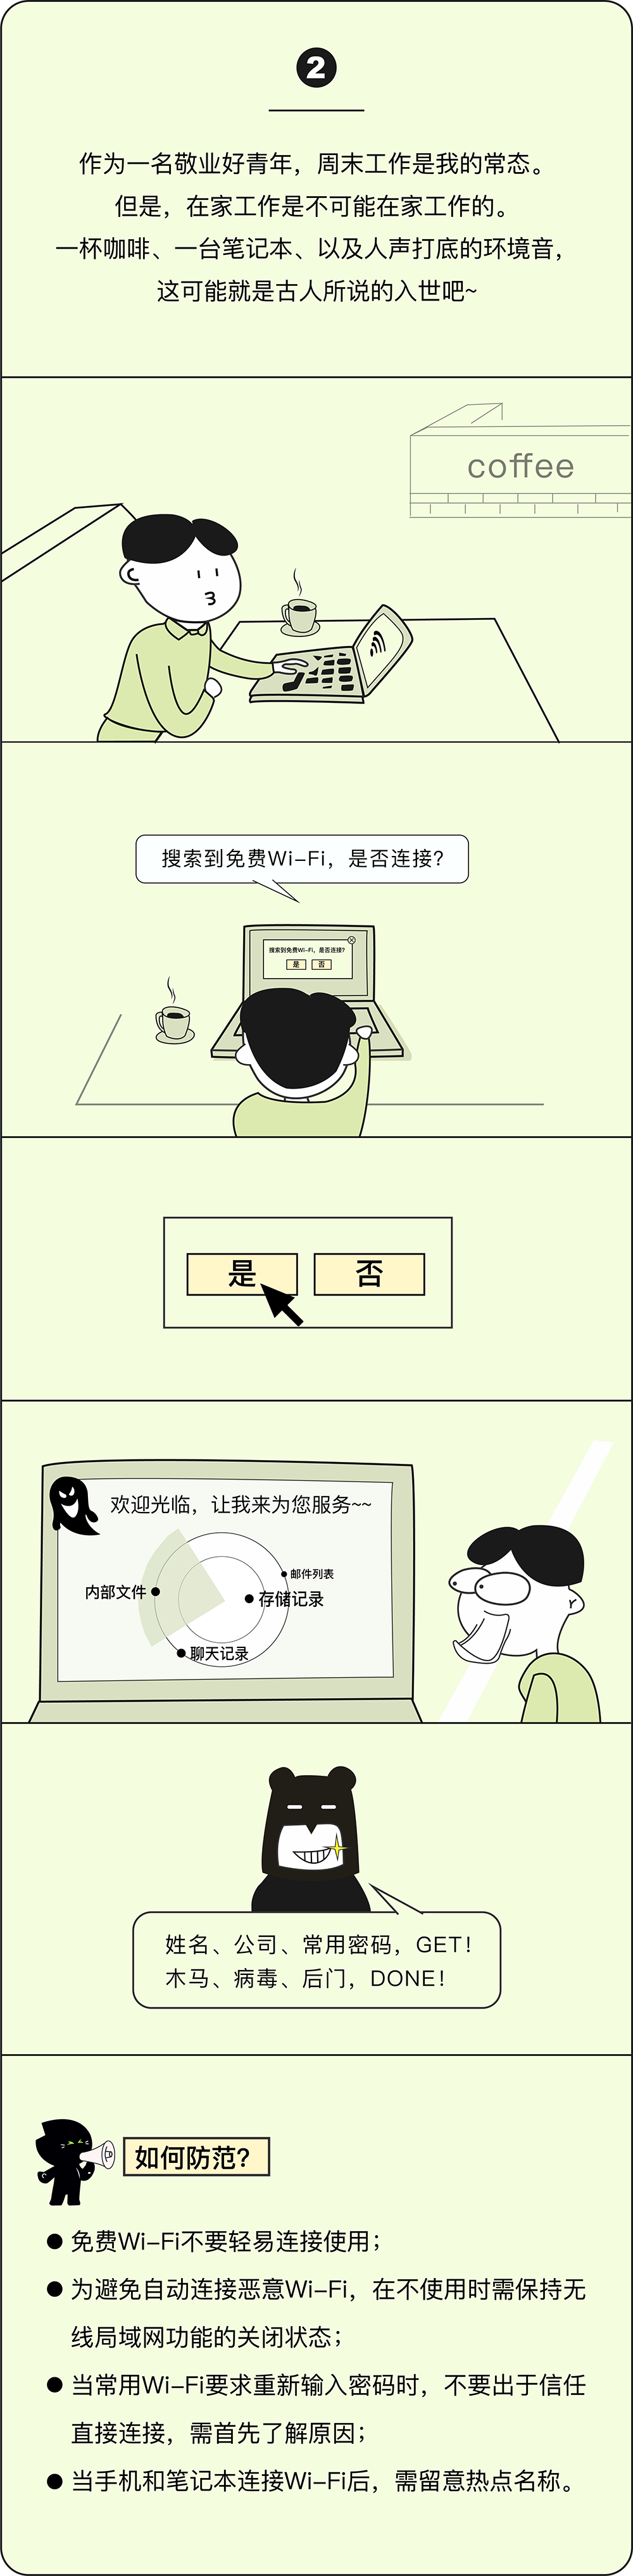 2
作为一名敬业好青年，周末工作是我的常态。
但是，在家工作是不可能在家工作的。
一杯咖啡、一台笔记本、以及人声打底的环境音，
这可能就是古人所说的入世吧~
coffee
搜索到免费Wi-Fi，是否连接？
搜索到免费Wi-Fi，是否连接？
是 否
是 否
欢迎光临，让我来为您服务~~
邮件列表
内部文件
存储记录
聊天记录
姓名、公司、常用密码，GET！
木马、病毒、后门，DONE！
如何防范？
● 免费Wi-Fi不要轻易连接使用；
● 为避免自动连接恶意Wi-Fi，在不使用时需保持无
线局域网功能的关闭状态；
● 当常用Wi-Fi要求重新输入密码时，不要出于信任
直接连接，需首先了解原因；
● 当手机和笔记本连接Wi-Fi后，需留意热点名称。